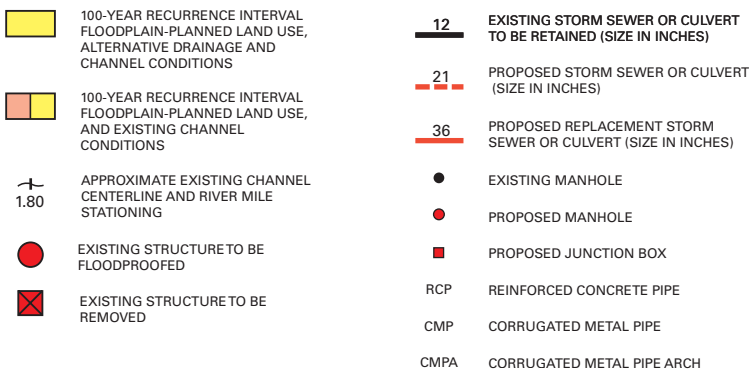 100-YEAR RECURRENCE INTERVAL
FLOODPLAIN-PLANNED LAND USE,
ALTERNATIVE DRAINAGE AND
CHANNEL CONDITIONS
100-YEAR RECURRENCE INTERVAL
FLOODPLAIN-PLANNED LAND USE,
AND EXISTING CHANNEL
CONDITIONS
1.80
APPROXIMATE EXISTING CHANNEL
CENTERLINE AND RIVER MILE
STATIONING
EXISTING STRUCTURE TO BE
FLOODPROOFED
EXISTING STRUCTURE TO BE
REMOVED
12
EXISTING STORM SEWER OR CULVERT
TO BE RETAINED (SIZE IN INCHES)
21
PROPOSED STORM SEWER OR CULVERT
(SIZE IN INCHES)
36
PROPOSED REPLACEMENT STORM
SEWER OR CULVERT (SIZE IN INCHES)
EXISTING MANHOLE
PROPOSED MANHOLE
PROPOSED JUNCTION BOX
RCP REINFORCED CONCRETE PIPE
CMP CORRUGATED METAL PIPE
CMPA CORRUGATED METAL PIPE ARCH